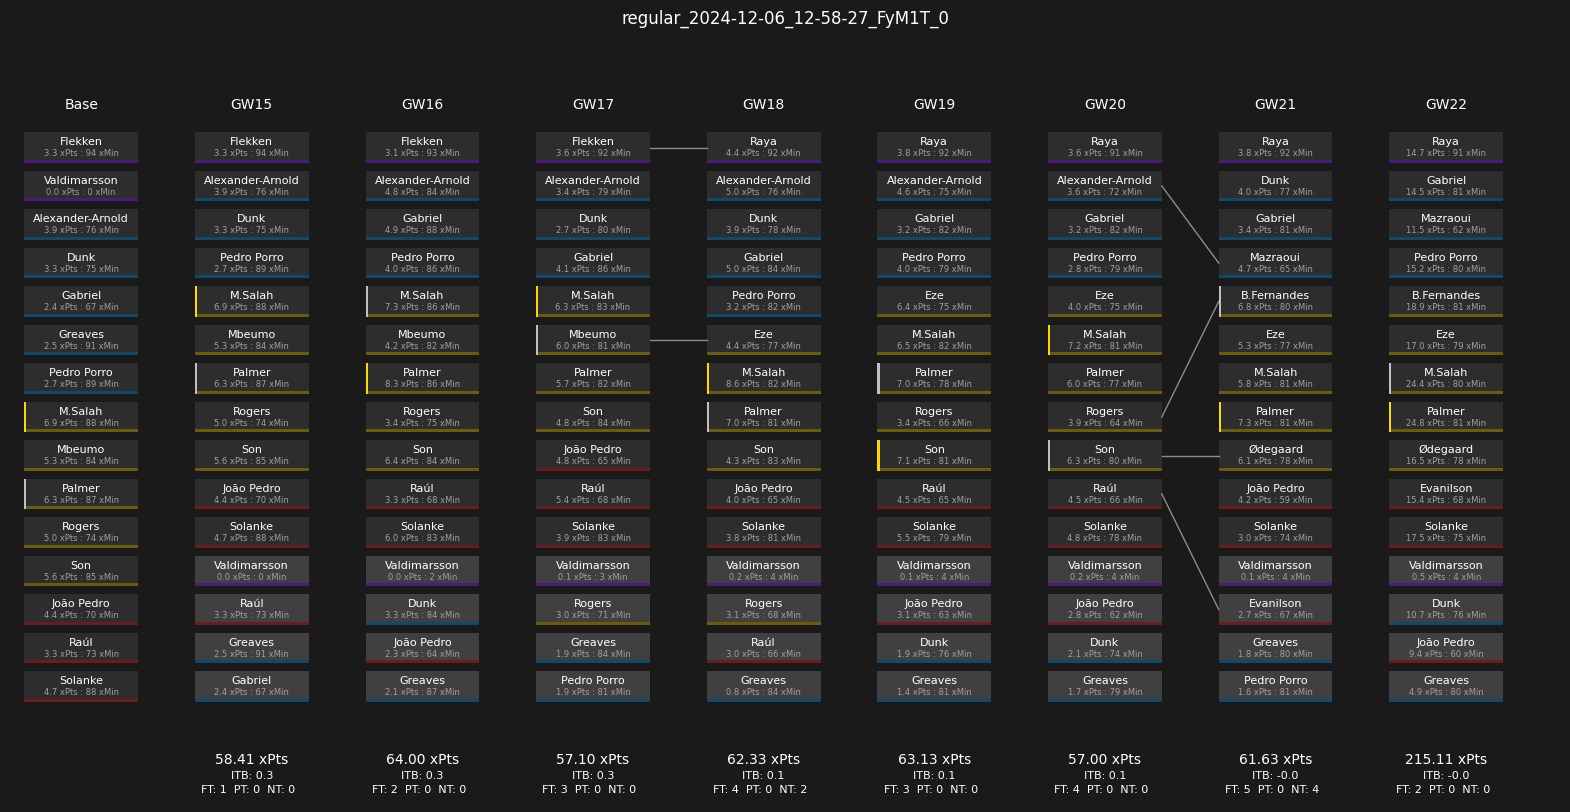 regular_2024-12-06_12-58-27_FyM1T_0
Base
Flekken
3.3 xPts : 94 xMin
Valdimarsson
0.0 xPts : 0 xMin
Alexander-Arnold
3.9 xPts : 76 xMin
Dunk
3.3 xPts : 75 xMin
Gabriel
2.4 xPts : 67 xMin
Greaves
2.5 xPts : 91 xMin
Pedro Porro
2.7 xPts : 89 xMin
M.Salah
6.9 xPts : 88 xMin
Mbeumo
5.3 xPts : 84 xMin
Palmer
6.3 xPts : 87 xMin
Rogers
5.0 xPts : 74 xMin
Son
5.6 xPts : 85 xMin
João Pedro
4.4 xPts : 70 xMin
Raúl
3.3 xPts : 73 xMin
Solanke
4.7 xPts : 88 xMin
GW15
Flekken
3.3 xPts : 94 xMin
Alexander-Arnold
3.9 xPts : 76 xMin
Dunk
3.3 xPts : 75 xMin
Pedro Porro
2.7 xPts : 89 xMin
M.Salah
6.9 xPts : 88 xMin
Mbeumo
5.3 xPts : 84 xMin
Palmer
6.3 xPts : 87 xMin
Rogers
5.0 xPts : 74 xMin
Son
5.6 xPts : 85 xMin
João Pedro
4.4 xPts : 70 xMin
Solanke
4.7 xPts : 88 xMin
Valdimarsson
0.0 xPts : 0 xMin
Raúl
3.3 xPts : 73 xMin
Greaves
2.5 xPts : 91 xMin
Gabriel
2.4 xPts : 67 xMin
58.41 xPts
ITB: 0.3
FT: 1 PT: 0 NT: 0
GW16
Flekken
3.1 xPts : 93 xMin
Alexander-Arnold
4.8 xPts : 84 xMin
Gabriel
4.9 xPts : 88 xMin
Pedro Porro
4.0 xPts : 86 xMin
M.Salah
7.3 xPts : 86 xMin
Mbeumo
4.2 xPts : 82 xMin
Palmer
8.3 xPts : 86 xMin
Rogers
3.4 xPts : 75 xMin
Son
6.4 xPts : 84 xMin
Raúl
3.3 xPts : 68 xMin
Solanke
6.0 xPts : 83 xMin
Valdimarsson
0.0 xPts : 2 xMin
Dunk
3.3 xPts : 84 xMin
João Pedro
2.3 xPts : 64 xMin
Greaves
2.1 xPts : 87 xMin
64.00 xPts
ITB: 0.3
FT: 2 PT: 0 NT: 0
GW17
Flekken
3.6 xPts : 92 xMin
Alexander-Arnold
3.4 xPts : 79 xMin
Dunk
2.7 xPts : 80 xMin
Gabriel
4.1 xPts : 86 xMin
M.Salah
6.3 xPts : 83 xMin
Mbeumo
6.0 xPts : 81 xMin
Palmer
5.7 xPts : 82 xMin
Son
4.8 xPts : 84 xMin
João Pedro
4.8 xPts : 65 xMin
Raúl
5.4 xPts : 68 xMin
Solanke
3.9 xPts : 83 xMin
Valdimarsson
0.1 xPts : 3 xMin
Rogers
3.0 xPts : 71 xMin
Greaves
1.9 xPts : 84 xMin
Pedro Porro
1.9 xPts : 81 xMin
57.10 xPts
ITB: 0.3
FT: 3 PT: 0 NT: 0
GW18
Raya
4.4 xPts : 92 xMin
Alexander-Arnold
5.0 xPts : 76 xMin
Dunk
3.9 xPts : 78 xMin
Gabriel
5.0 xPts : 84 xMin
Pedro Porro
3.2 xPts : 82 xMin
Eze
4.4 xPts : 77 xMin
M.Salah
8.6 xPts : 82 xMin
Palmer
7.0 xPts : 81 xMin
Son
4.3 xPts : 83 xMin
João Pedro
4.0 xPts : 65 xMin
Solanke
3.8 xPts : 81 xMin
Valdimarsson
0.2 xPts : 4 xMin
Rogers
3.1 xPts : 68 xMin
Raúl
3.0 xPts : 66 xMin
Greaves
0.8 xPts : 84 xMin
62.33 xPts
ITB: 0.1
FT: 4 PT: 0 NT: 2
GW19
Raya
3.8 xPts : 92 xMin
Alexander-Arnold
4.6 xPts : 75 xMin
Gabriel
3.2 xPts : 82 xMin
Pedro Porro
4.0 xPts : 79 xMin
Eze
6.4 xPts : 75 xMin
M.Salah
6.5 xPts : 82 xMin
Palmer
7.0 xPts : 78 xMin
Rogers
3.4 xPts : 66 xMin
Son
7.1 xPts : 81 xMin
Raúl
4.5 xPts : 65 xMin
Solanke
5.5 xPts : 79 xMin
Valdimarsson
0.1 xPts : 4 xMin
João Pedro
3.1 xPts : 63 xMin
Dunk
1.9 xPts : 76 xMin
Greaves
1.4 xPts : 81 xMin
63.13 xPts
ITB: 0.1
FT: 3 PT: 0 NT: 0
GW20
Raya
3.6 xPts : 91 xMin
Alexander-Arnold
3.6 xPts : 72 xMin
Gabriel
3.2 xPts : 82 xMin
Pedro Porro
2.8 xPts : 79 xMin
Eze
4.0 xPts : 75 xMin
M.Salah
7.2 xPts : 81 xMin
Palmer
6.0 xPts : 77 xMin
Rogers
3.9 xPts : 64 xMin
Son
6.3 xPts : 80 xMin
Raúl
4.5 xPts : 66 xMin
Solanke
4.8 xPts : 78 xMin
Valdimarsson
0.2 xPts : 4 xMin
João Pedro
2.8 xPts : 62 xMin
Dunk
2.1 xPts : 74 xMin
Greaves
1.7 xPts : 79 xMin
57.00 xPts
ITB: 0.1
FT: 4 PT: 0 NT: 0
GW21
Raya
3.8 xPts : 92 xMin
Dunk
4.0 xPts : 77 xMin
Gabriel
3.4 xPts : 81 xMin
Mazraoui
4.7 xPts : 65 xMin
B.Fernandes
6.8 xPts : 80 xMin
Eze
5.3 xPts : 77 xMin
M.Salah
5.8 xPts : 81 xMin
Palmer
7.3 xPts : 81 xMin
Ødegaard
6.1 xPts : 78 xMin
João Pedro
4.2 xPts : 59 xMin
Solanke
3.0 xPts : 74 xMin
Valdimarsson
0.1 xPts : 4 xMin
Evanilson
2.7 xPts : 67 xMin
Greaves
1.8 xPts : 80 xMin
Pedro Porro
1.6 xPts : 81 xMin
61.63 xPts
ITB: -0.0
FT: 5 PT: 0 NT: 4
GW22
Raya
14.7 xPts : 91 xMin
Gabriel
14.5 xPts : 81 xMin
Mazraoui
11.5 xPts : 62 xMin
Pedro Porro
15.2 xPts : 80 xMin
B.Fernandes
18.9 xPts : 81 xMin
Eze
17.0 xPts : 79 xMin
M.Salah
24.4 xPts : 80 xMin
Palmer
24.8 xPts : 81 xMin
Ødegaard
16.5 xPts : 78 xMin
Evanilson
15.4 xPts : 68 xMin
Solanke
17.5 xPts : 75 xMin
Valdimarsson
0.5 xPts : 4 xMin
Dunk
10.7 xPts : 76 xMin
João Pedro
9.4 xPts : 60 xMin
Greaves
4.9 xPts : 80 xMin
215.11 xPts
ITB: -0.0
FT: 2 PT: 0 NT: 0